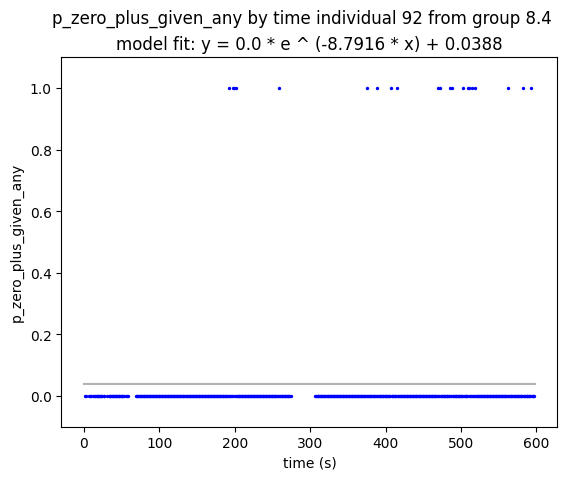 p_zero_plus_given_any by time individual 92 from group 8.4
model fit: y = 0.0 * e ^ (-8.7916 * x) + 0.0388
1.0
0.8
0.6
0.4
0.2
0.0
p_zero_plus_given_any
0 100 200 300 400 500 600
time (s)